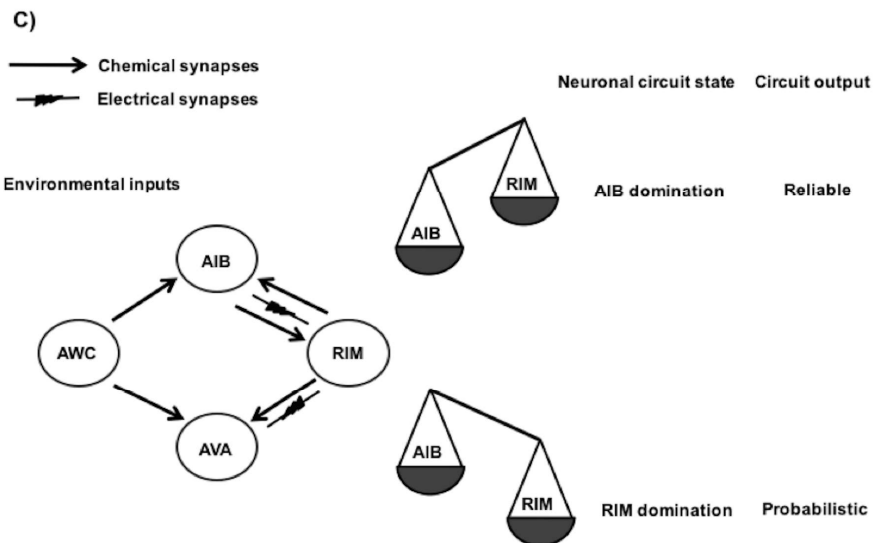 C)
Chemical synapses
Electrical synapses
Neuronal circuit state Circuit output
Environmental inputs
RIM
AIB
AIB domination Reliable
AIB
AWC
RIM
AVA
AIB
RIM
RIM domination Probabilistic